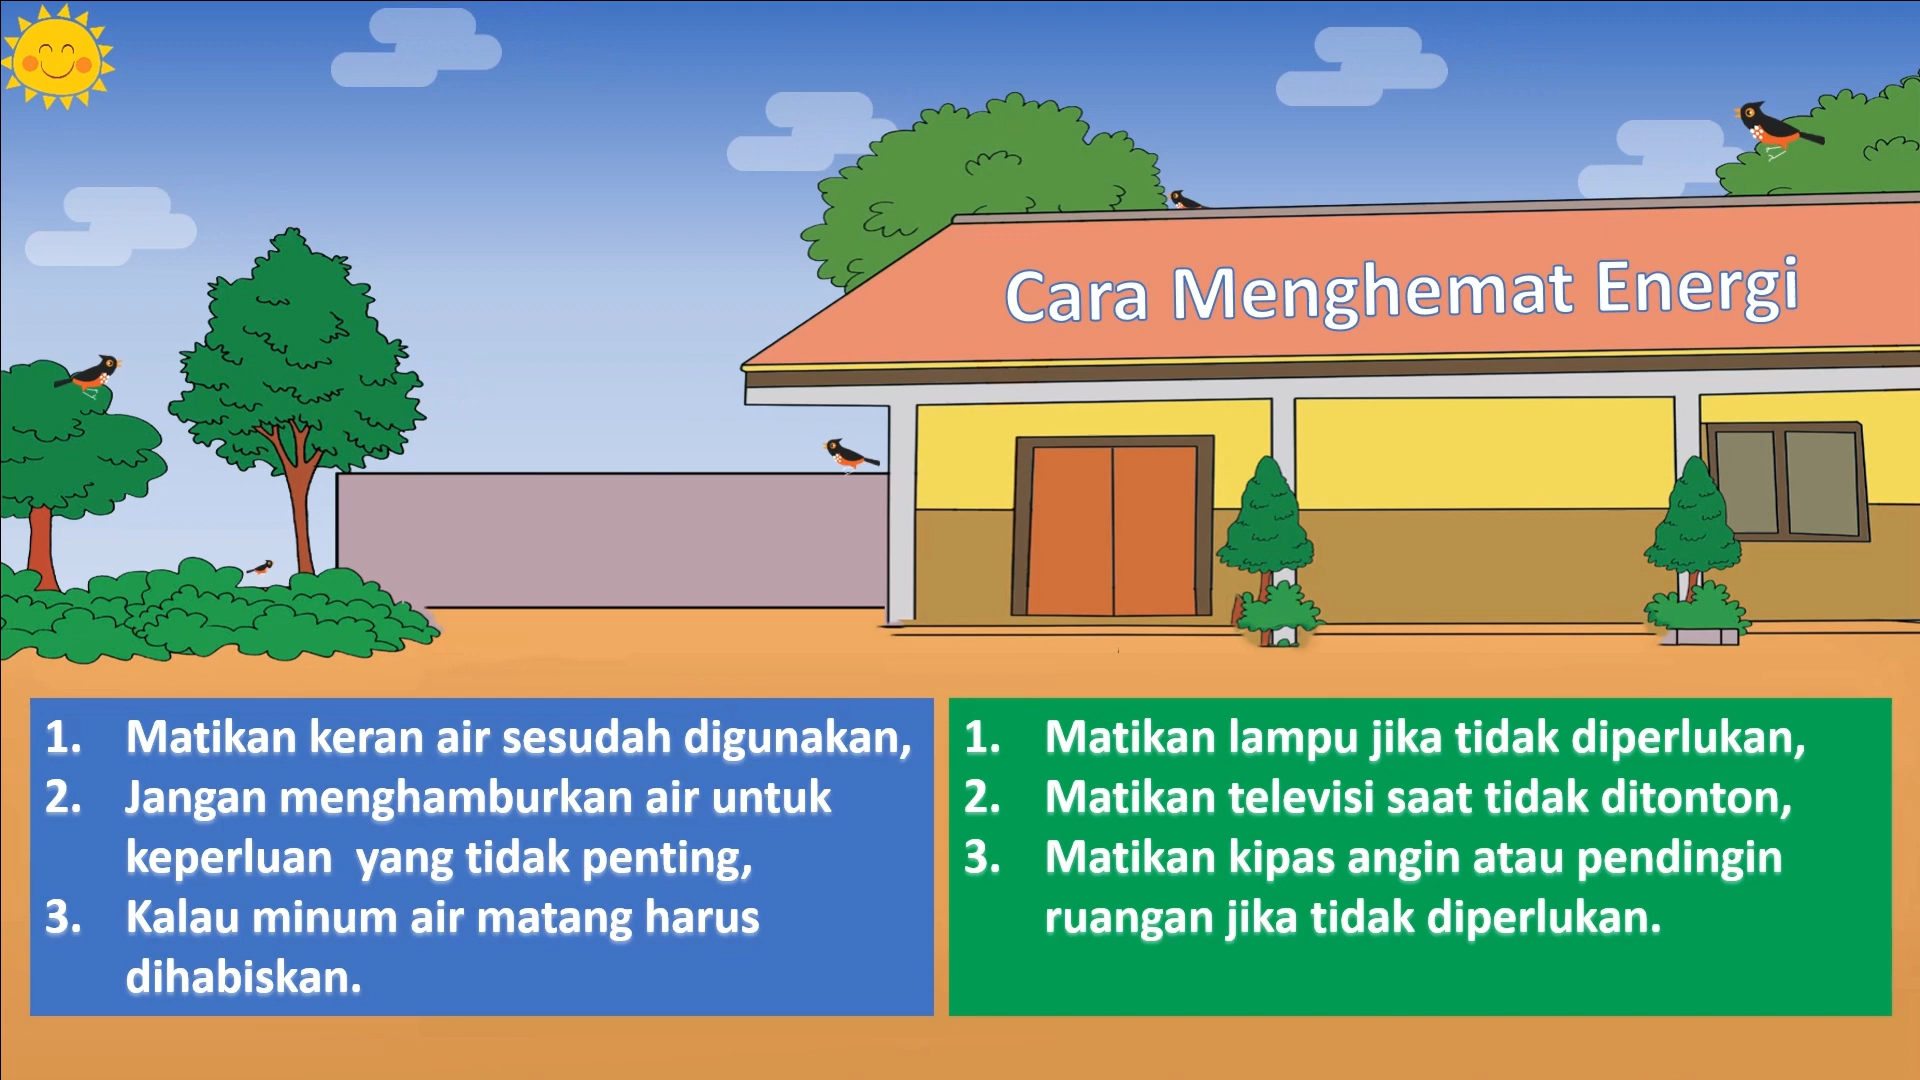 Cara Menghemat Energi
1. Matikan keran air sesudah digunakan,
2. Jangan menghamburkan air untuk
keperluan  yang tidak penting,
3. Kalau minum air matang harus
dihabiskan.
1. Matikan lampu jika tidak diperlukan,
2. Matikan televisi saat tidak ditonton,
3. Matikan kipas angin atau pendingin
ruangan jika tidak diperlukan.